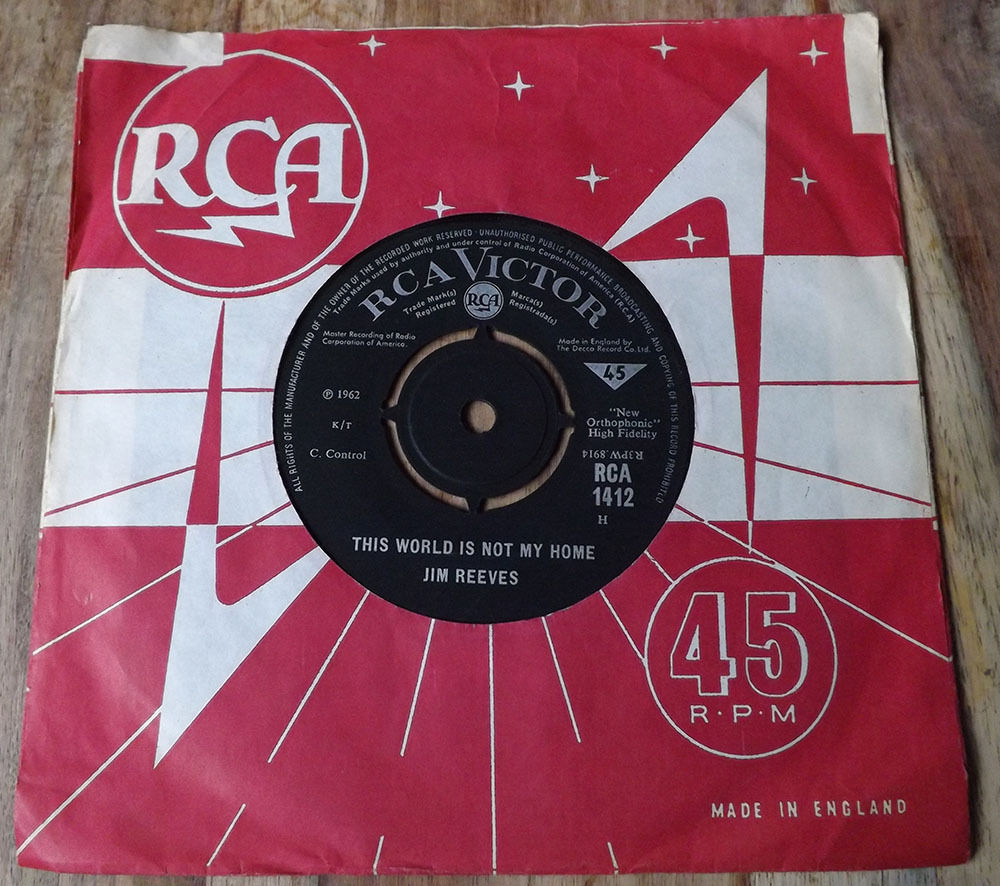 RCA
ALL RIGHTS OF THE MANUFACTURER AND OF THE OWNER OF THE RECORDED WORK RESERVED · UNAUTHORISED PUBLIC PERFORMANCE BROADCASTING AND COPYING OF THIS RECORD PROHIBITED
Trade Marks used by authority and under control of Radio Corporation of America (RCA)
RCA VICTOR
Trade Mark(s)
Registered
RCA
Marca(s)
Registrada(s)
Master Recording of Radio
Corporation of America.
Made in England by
The Decca Record Co. Ltd.
45
℗ 1962
K/T
C. Control
"New
Orthophonic"
High Fidelity
R3PW.8914
RCA
1412
H
THIS WORLD IS NOT MY HOME
JIM REEVES
45
R·P·M
MADE IN ENGLAND